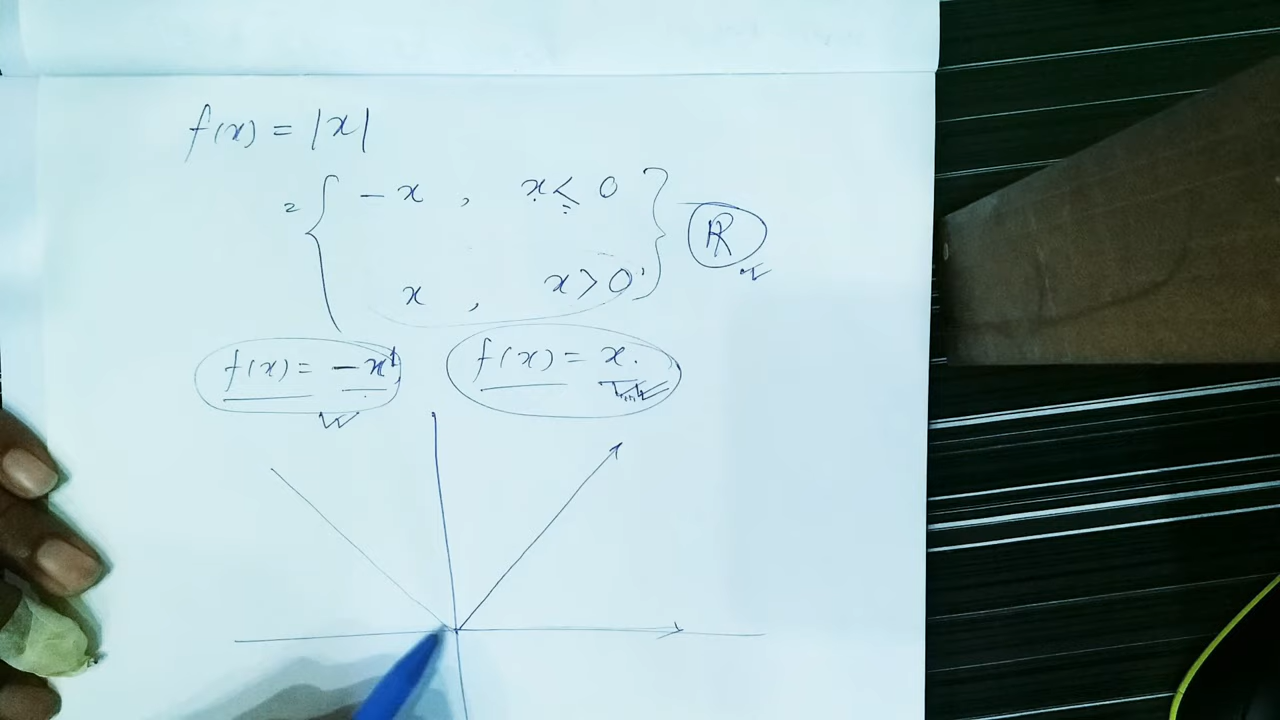 f(x) = |x|
= { -x , x ≤ 0 } ℝ
x , x > 0
f(x) = -x f(x) = x.